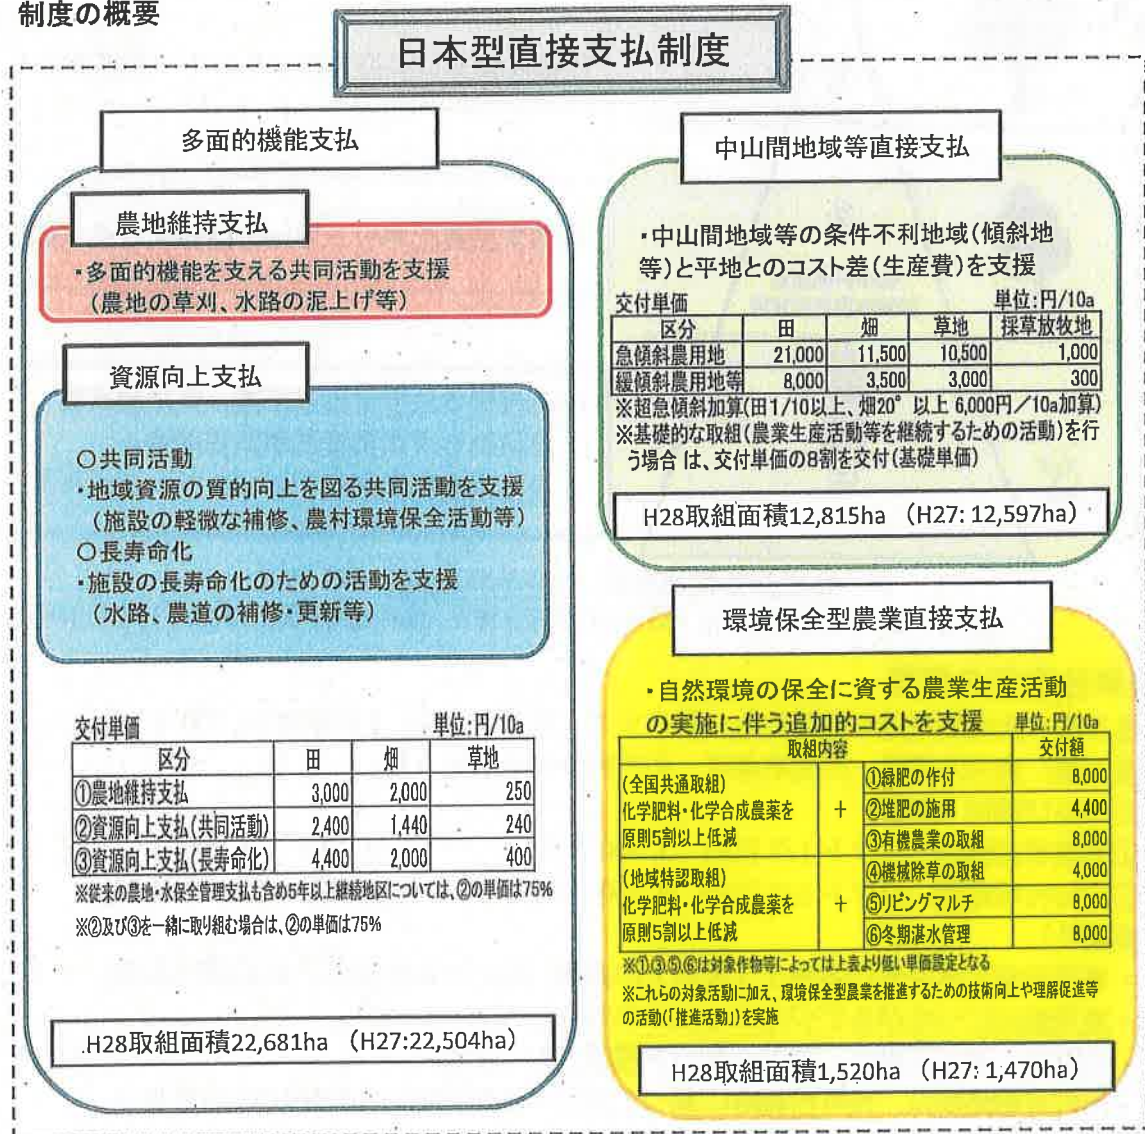 制度の概要
日本型直接支払制度
多面的機能支払
農地維持支払
・多面的機能を支える共同活動を支援
(農地の草刈、水路の泥上げ等)
資源向上支払
○共同活動
・地域資源の質的向上を図る共同活動を支援
(施設の軽微な補修、農村環境保全活動等)
○長寿命化
・施設の長寿命化のための活動を支援
(水路、農道の補修・更新等)
交付単価 単位:円/10a
区分 田 畑 草地
①農地維持支払 3,000 2,000 250
②資源向上支払(共同活動) 2,400 1,440 240
③資源向上支払(長寿命化) 4,400 2,000 400
※従来の農地・水保全管理支払も含め5年以上継続地区については、②の単価は75%
※②及び③を一緒に取り組む場合は、②の単価は75%
H28取組面積22,681ha (H27:22,504ha)
中山間地域等直接支払
・中山間地域等の条件不利地域(傾斜地
等)と平地とのコスト差(生産費)を支援
交付単価 単位:円/10a
区分 田 畑 草地 採草放牧地
急傾斜農用地 21,000 11,500 10,500 1,000
緩傾斜農用地等 8,000 3,500 3,000 300
※超急傾斜加算(田1/10以上、畑20°以上 6,000円/10a加算)
※基礎的な取組(農業生産活動等を継続するための活動)を行
う場合 は、交付単価の8割を交付(基礎単価)
H28取組面積12,815ha (H27: 12,597ha)
環境保全型農業直接支払
・自然環境の保全に資する農業生産活動
の実施に伴う追加的コストを支援 単位:円/10a
取組内容 交付額
(全国共通取組)
化学肥料・化学合成農薬を
原則5割以上低減
+
①緑肥の作付 8,000
②堆肥の施用 4,400
③有機農業の取組 8,000
(地域特認取組)
化学肥料・化学合成農薬を
原則5割以上低減
+
④機械除草の取組 4,000
⑤リビングマルチ 8,000
⑥冬期湛水管理 8,000
※①,③,⑤,⑥は対象作物等によっては上表より低い単価設定となる
※これらの対象活動に加え、環境保全型農業を推進するための技術向上や理解促進等
の活動(「推進活動」)を実施
H28取組面積1,520ha (H27: 1,470ha)